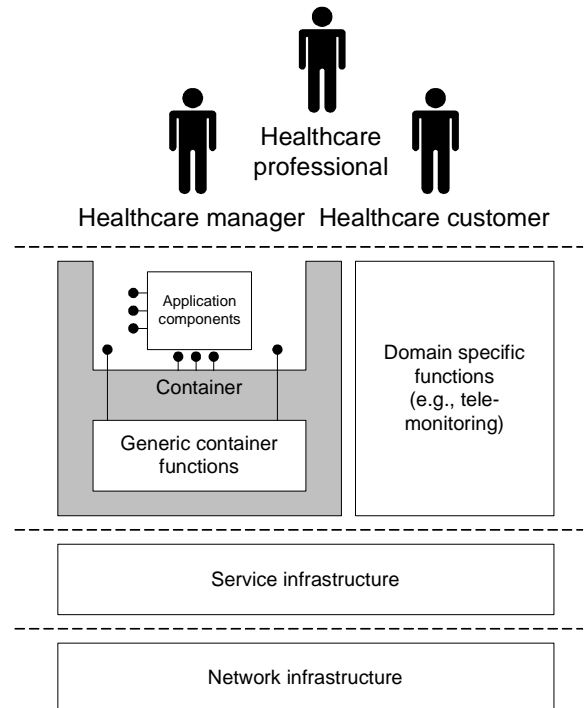 Healthcare
professional
Healthcare manager
Healthcare customer
Application
components
Container
Generic container
functions
Domain specific
functions
(e.g., tele-
monitoring)
Service infrastructure
Network infrastructure